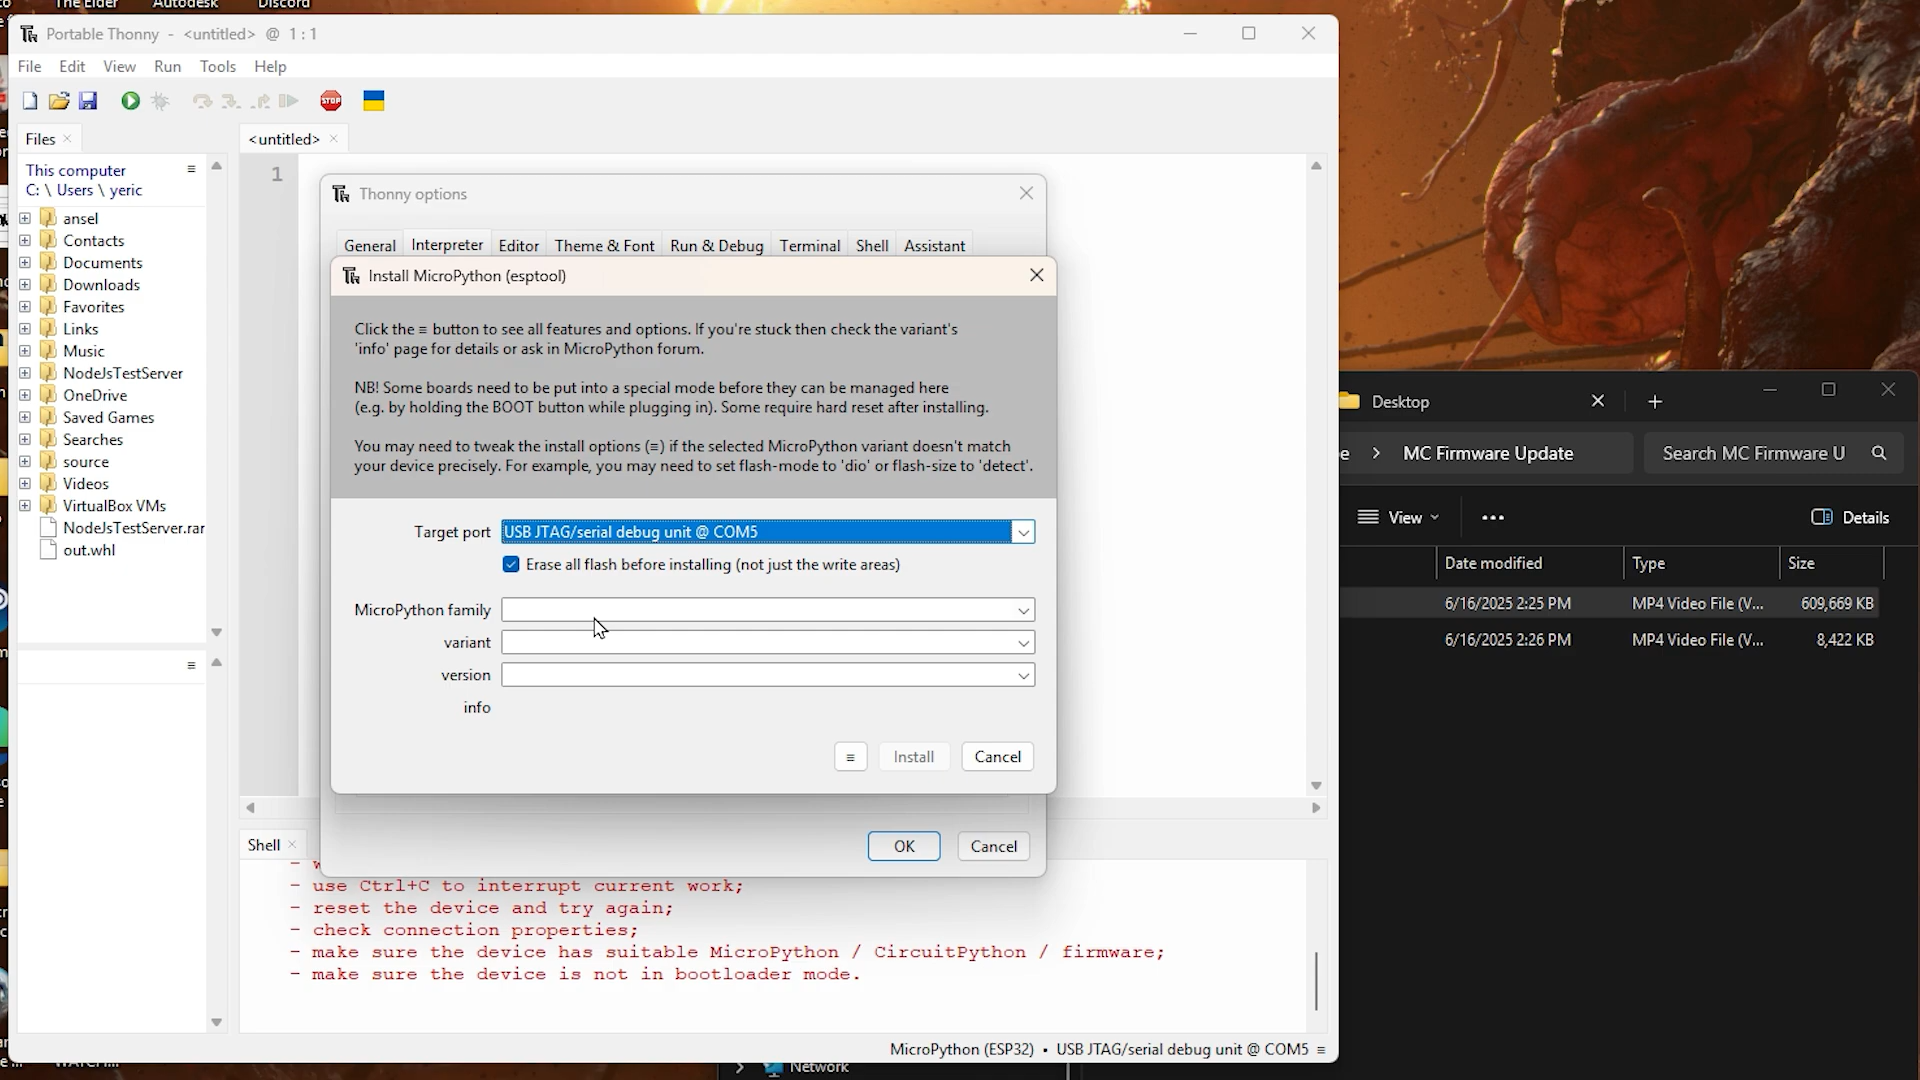 The Elder
Autodesk
Discord
Portable Thonny - <untitled> @ 1:1
File Edit View Run Tools Help
STOP
Files
<untitled>
1
This computer
C: \ Users \ yeric
ansel
Contacts
Documents
Downloads
Favorites
Links
Music
NodeJsTestServer
OneDrive
Saved Games
Searches
source
Videos
VirtualBox VMs
NodeJsTestServer.rar
out.whl
Thonny options
General Interpreter Editor Theme & Font Run & Debug Terminal Shell Assistant
Install MicroPython (esptool)
Click the ≡ button to see all features and options. If you're stuck then check the variant's
'info' page for details or ask in MicroPython forum.
NB! Some boards need to be put into a special mode before they can be managed here
(e.g. by holding the BOOT button while plugging in). Some require hard reset after installing.
You may need to tweak the install options (≡) if the selected MicroPython variant doesn't match
your device precisely. For example, you may need to set flash-mode to 'dio' or flash-size to 'detect'.
Target port USB JTAG/serial debug unit @ COM5
Erase all flash before installing (not just the write areas)
MicroPython family
variant
version
info
≡ Install Cancel
OK Cancel
Shell
- use Ctrl+C to interrupt current work;
- reset the device and try again;
- check connection properties;
- make sure the device has suitable MicroPython / CircuitPython / firmware;
- make sure the device is not in bootloader mode.
MicroPython (ESP32) • USB JTAG/serial debug unit @ COM5 ≡
Desktop
> MC Firmware Update
Search MC Firmware U
View
Details
Date modified Type Size
6/16/2025 2:25 PM MP4 Video File (V... 609,669 KB
6/16/2025 2:26 PM MP4 Video File (V... 8,422 KB
Network